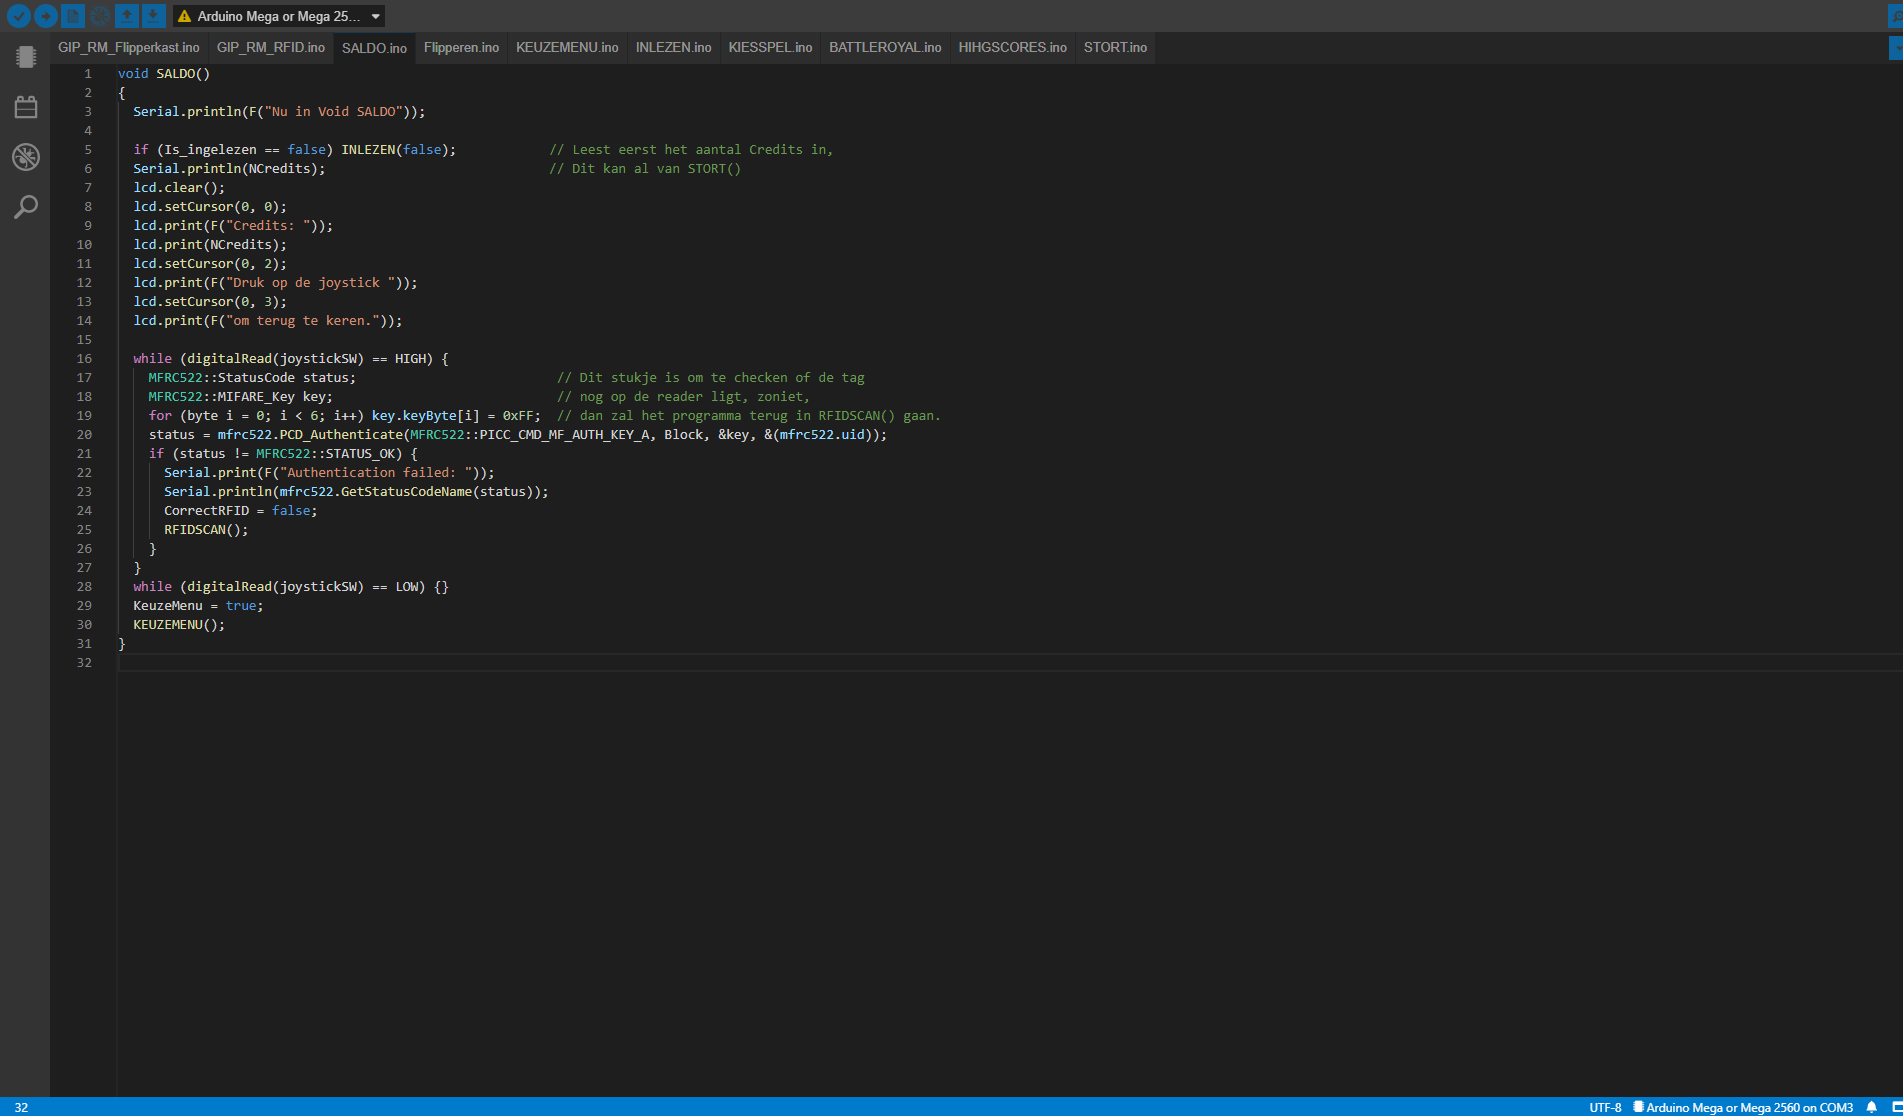 Arduino Mega or Mega 25...
GIP_RM_Flipperkast.ino GIP_RM_RFID.ino SALDO.ino Flipperen.ino KEUZEMENU.ino INLEZEN.ino KIESSPEL.ino BATTLEROYAL.ino HIHGSCORES.ino STORT.ino
1 void SALDO()
2 {
3 Serial.println(F("Nu in Void SALDO"));
4
5 if (Is_ingelezen == false) INLEZEN(false); // Leest eerst het aantal Credits in,
6 Serial.println(NCredits); // Dit kan al van STORT()
7 lcd.clear();
8 lcd.setCursor(0, 0);
9 lcd.print(F("Credits: "));
10 lcd.print(NCredits);
11 lcd.setCursor(0, 2);
12 lcd.print(F("Druk op de joystick "));
13 lcd.setCursor(0, 3);
14 lcd.print(F("om terug te keren."));
15
16 while (digitalRead(joystickSW) == HIGH) {
17 MFRC522::StatusCode status; // Dit stukje is om te checken of de tag
18 MFRC522::MIFARE_Key key; // nog op de reader ligt, zoniet,
19 for (byte i = 0; i < 6; i++) key.keyByte[i] = 0xFF; // dan zal het programma terug in RFIDSCAN() gaan.
20 status = mfrc522.PCD_Authenticate(MFRC522::PICC_CMD_MF_AUTH_KEY_A, Block, &key, &(mfrc522.uid));
21 if (status != MFRC522::STATUS_OK) {
22 Serial.print(F("Authentication failed: "));
23 Serial.println(mfrc522.GetStatusCodeName(status));
24 CorrectRFID = false;
25 RFIDSCAN();
26 }
27 }
28 while (digitalRead(joystickSW) == LOW) {}
29 KeuzeMenu = true;
30 KEUZEMENU();
31 }
32
32 UTF-8 Arduino Mega or Mega 2560 on COM3